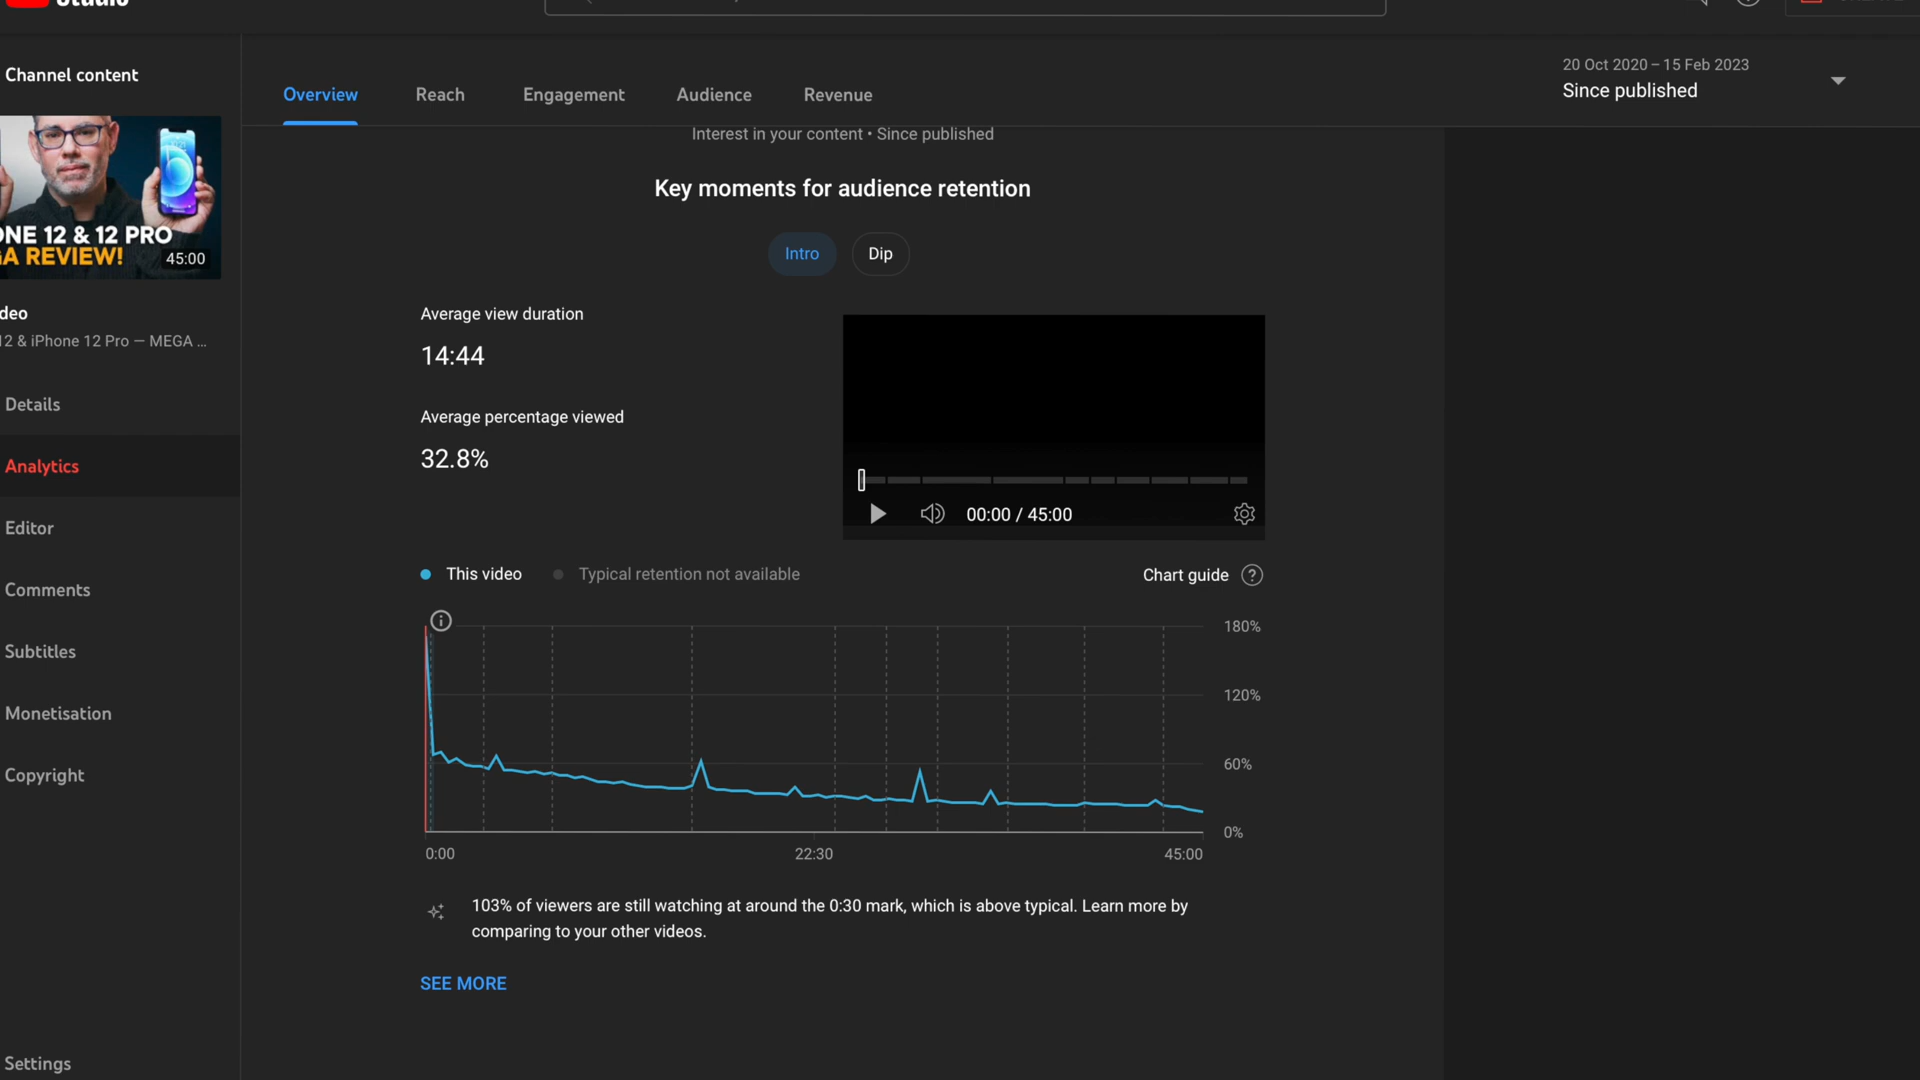 Studio
Channel content
20 Oct 2020 – 15 Feb 2023
Since published
Overview
Reach
Engagement
Audience
Revenue
Interest in your content • Since published
Key moments for audience retention
Intro
Dip
ONE 12 & 12 PRO
GA REVIEW!
45:00
deo
12 & iPhone 12 Pro — MEGA ...
Details
Analytics
Editor
Comments
Subtitles
Monetisation
Copyright
Settings
Average view duration
14:44
Average percentage viewed
32.8%
00:00 / 45:00
This video
Typical retention not available
Chart guide
?
180%
120%
60%
0%
0:00
22:30
45:00
103% of viewers are still watching at around the 0:30 mark, which is above typical. Learn more by
comparing to your other videos.
SEE MORE